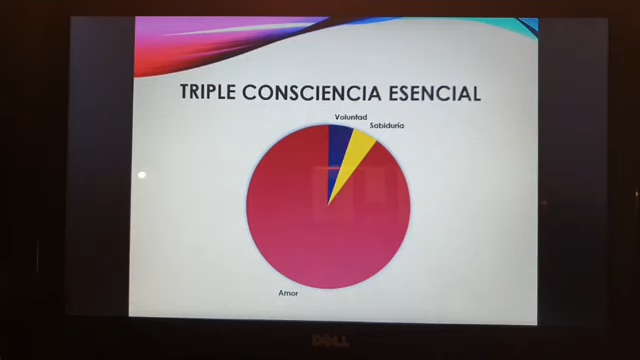 TRIPLE CONSCIENCIA ESENCIAL
Voluntad
Sabiduría
Amor
DELL